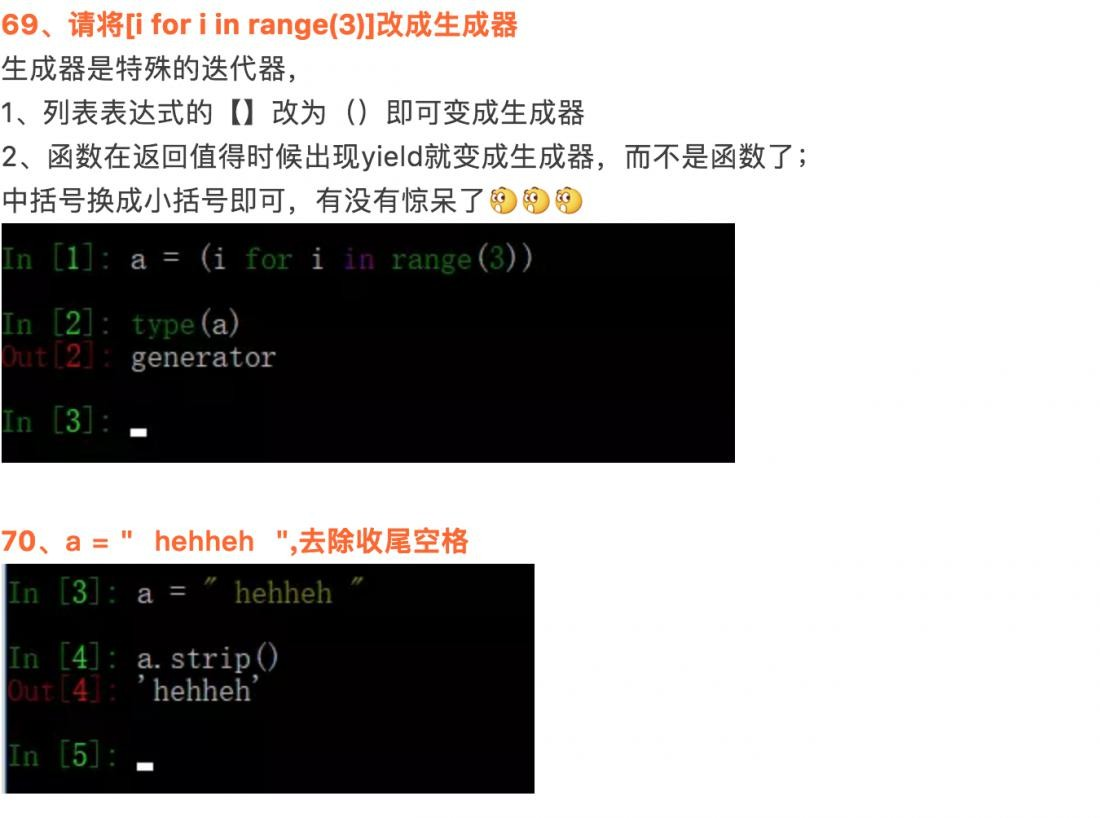 69、请将[i for i in range(3)]改成生成器
生成器是特殊的迭代器，
1、列表表达式的【】改为（）即可变成生成器
2、函数在返回值得时候出现yield就变成生成器，而不是函数了；
中括号换成小括号即可，有没有惊呆了
In [1]: a = (i for i in range(3))
In [2]: type(a)
Out[2]: generator
In [3]:
70、a = "   hehheh   ",去除收尾空格
In [3]: a = " hehheh "
In [4]: a.strip()
Out[4]: 'hehheh'
In [5]: